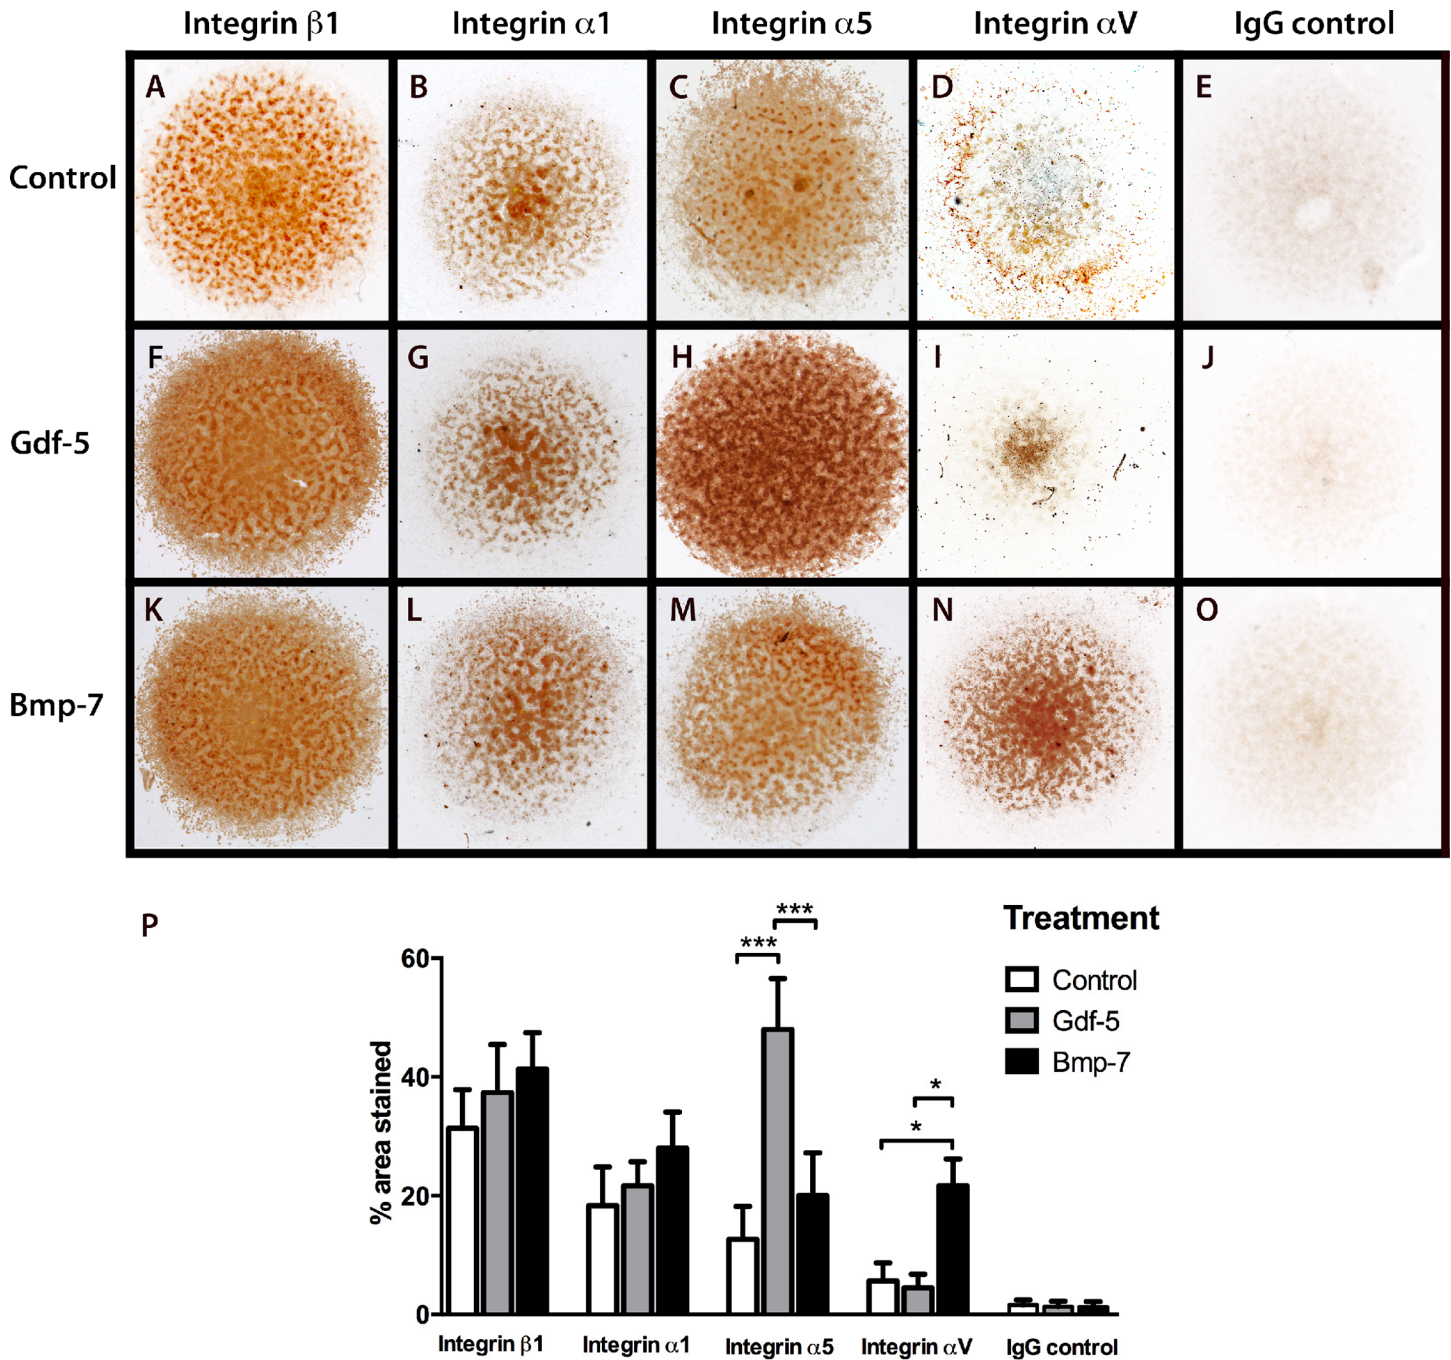 Integrin β1 Integrin α1 Integrin α5 Integrin αV IgG control
A B C D E
Control
F G H I J
Gdf-5
K L M N O
Bmp-7
P
Treatment
Control
Gdf-5
Bmp-7
*** 
***
*
*
% area stained
60
40
20
0
Integrin β1 Integrin α1 Integrin α5 Integrin αV IgG control